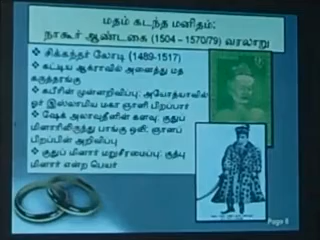 மதம் கடந்த மனிதம்:
நாகூர் ஆண்டகை (1504 – 1570/79) வரலாறு
❖ சிக்கந்தர் லோடி (1489-1517)
❖ கட்டிய ஆக்ராவில் அனைத்து மத
கருத்தரங்கு
❖ கபீரின் முன்னறிவிப்பு: அயோத்யாவில்
ஓர் இஸ்லாமிய மகா ஞானி பிறப்பார்
❖ ஷேக் அலாவுதீனின் கனவு: குதுப்
மினாரிலிருந்து பாங்கு ஒலி: ஞானப்
பிறப்பின் அறிவிப்பு
❖ குதுப் மினார் மறுசீரமைப்பு: குத்பு
மினார் என்ற பெயர்
Page 8